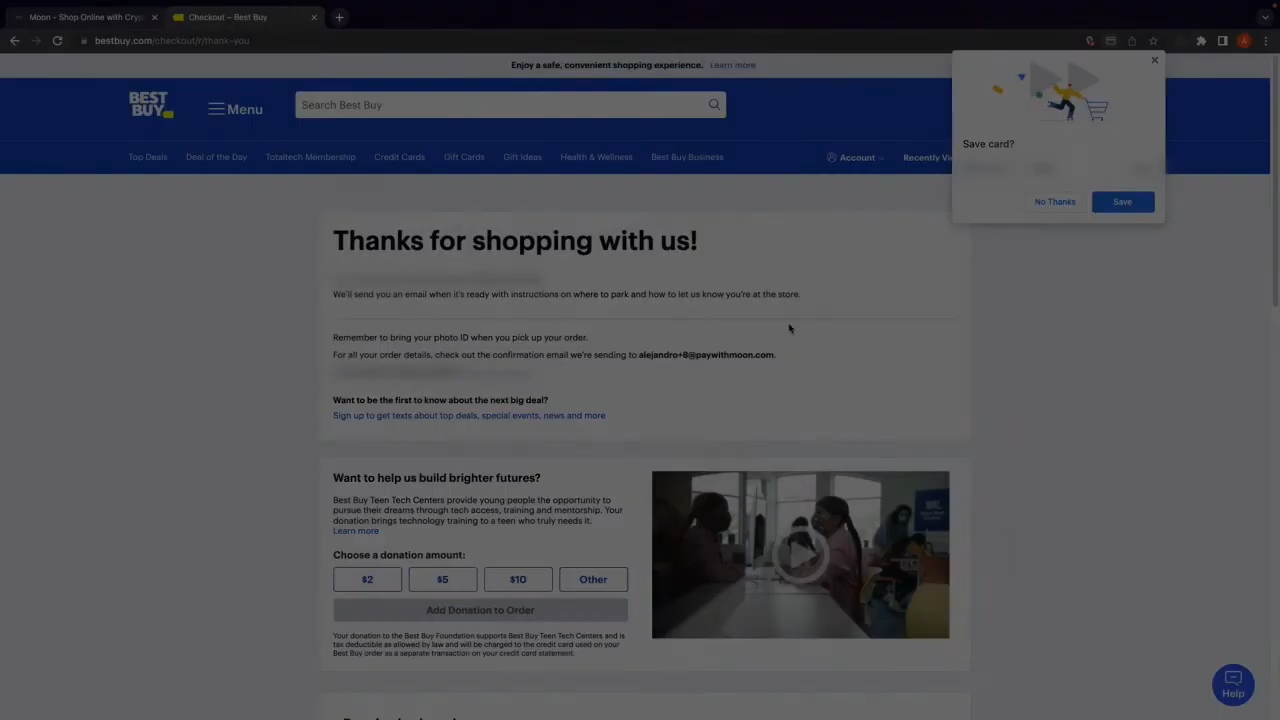 Moon - Shop Online with Cryp
Checkout – Best Buy
bestbuy.com/checkout/r/thank-you
A
Enjoy a safe, convenient shopping experience. Learn more
BEST
BUY
Menu
Search Best Buy
Top Deals
Deal of the Day
Totaltech Membership
Credit Cards
Gift Cards
Gift Ideas
Health & Wellness
Best Buy Business
Account
Recently Vi
Save card?
No Thanks
Save
Thanks for shopping with us!
We'll send you an email when it's ready with instructions on where to park and how to let us know you're at the store.
Remember to bring your photo ID when you pick up your order.
For all your order details, check out the confirmation email we're sending to alejandro+8@paywithmoon.com.
Want to be the first to know about the next big deal?
Sign up to get texts about top deals, special events, news and more
Want to help us build brighter futures?
Best Buy Teen Tech Centers provide young people the opportunity to
pursue their dreams through tech access, training and mentorship. Your
donation brings technology training to a teen who truly needs it.
Learn more
Choose a donation amount:
$2
$5
$10
Other
Add Donation to Order
Your donation to the Best Buy Foundation supports Best Buy Teen Tech Centers and is
tax deductible as allowed by law and will be charged to the credit card used on your
Best Buy order as a separate transaction on your credit card statement.
Help